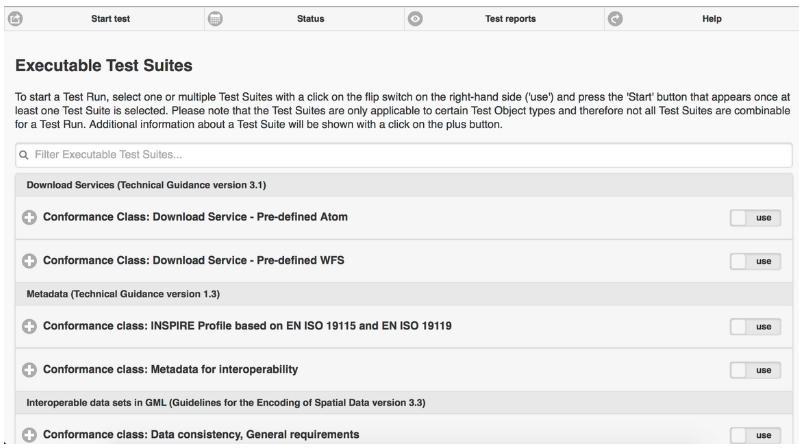 Start test
Status
Test reports
Help
Executable Test Suites
To start a Test Run, select one or multiple Test Suites with a click on the flip switch on the right-hand side ('use') and press the 'Start' button that appears once at
least one Test Suite is selected. Please note that the Test Suites are only applicable to certain Test Object types and therefore not all Test Suites are combinable
for a Test Run. Additional information about a Test Suite will be shown with a click on the plus button.
Filter Executable Test Suites...
Download Services (Technical Guidance version 3.1)
Conformance Class: Download Service - Pre-defined Atom
use
Conformance Class: Download Service - Pre-defined WFS
use
Metadata (Technical Guidance version 1.3)
Conformance class: INSPIRE Profile based on EN ISO 19115 and EN ISO 19119
use
Conformance class: Metadata for interoperability
use
Interoperable data sets in GML (Guidelines for the Encoding of Spatial Data version 3.3)
Conformance class: Data consistency, General requirements
use